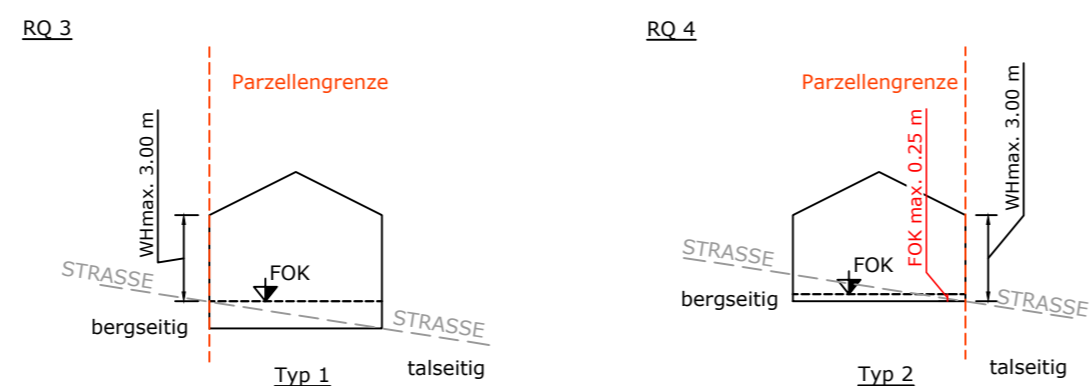 RQ 3
Parzellengrenze
WHmax. 3.00 m
STRASSE
FOK
bergseitig
STRASSE
talseitig
Typ 1
RQ 4
Parzellengrenze
FOK max. 0.25 m
WHmax. 3.00 m
STRASSE
FOK
bergseitig
STRASSE
talseitig
Typ 2